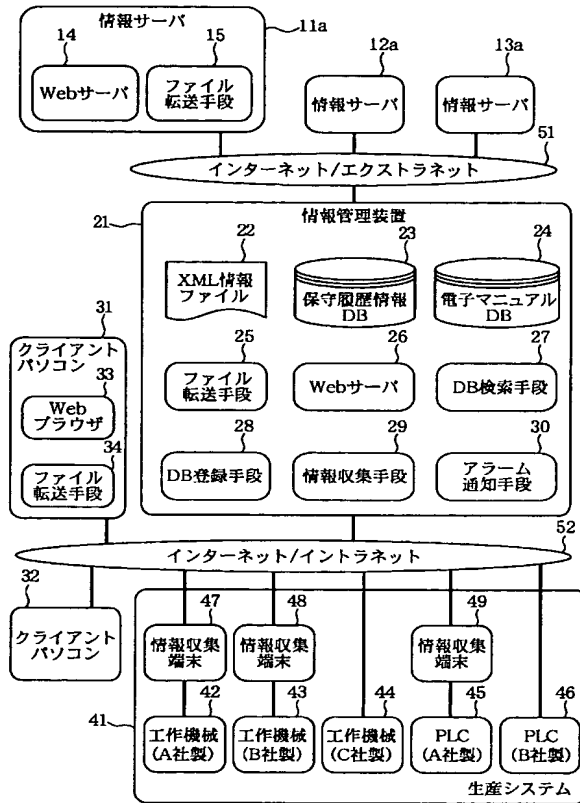 情報サーバ
11a
14
15
Webサーバ
ファイル
転送手段
12a
13a
情報サーバ
情報サーバ
51
インターネット/エクストラネット
21
情報管理装置
22
23
24
XML情報
ファイル
保守履歴情報
DB
電子マニュアル
DB
31
クライアント
パソコン
33
Web
ブラウザ
34
ファイル
転送手段
25
26
27
ファイル
転送手段
Webサーバ
DB検索手段
28
29
30
DB登録手段
情報収集手段
アラーム
通知手段
52
インターネット/イントラネット
32
クライアント
パソコン
47
48
49
情報収集
端末
情報収集
端末
情報収集
端末
41
42
43
44
45
46
工作機械
(A社製)
工作機械
(B社製)
工作機械
(C社製)
PLC
(A社製)
PLC
(B社製)
生産システム